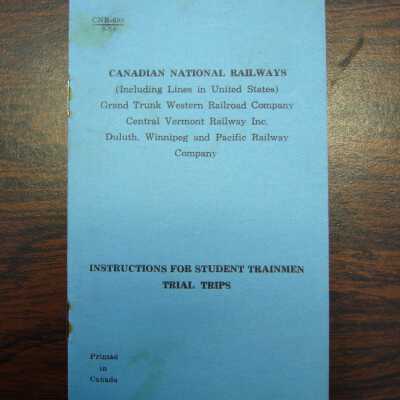 CANADIAN NATIONAL RAILWAYS
(Including Lines in United States)
Grand Trunk Western Railroad Company
Central Vermont Railway Inc.
Duluth, Winnipeg and Pacific Railway
Company
INSTRUCTIONS FOR STUDENT TRAINMEN
TRIAL TRIPS
Printed
in
Canada